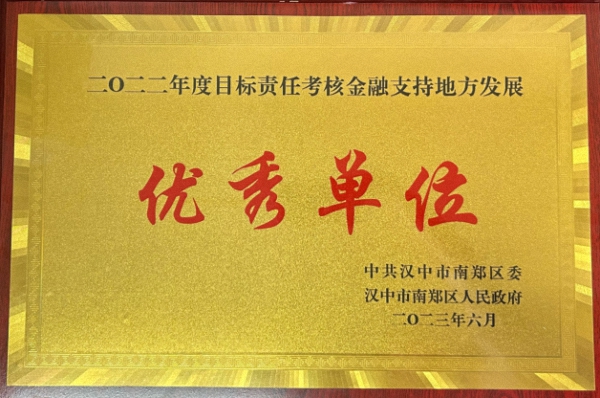 二〇二二年度目标责任考核金融支持地方发展
优秀单位
中共汉中市南郑区委
汉中市南郑区人民政府
二〇二三年六月